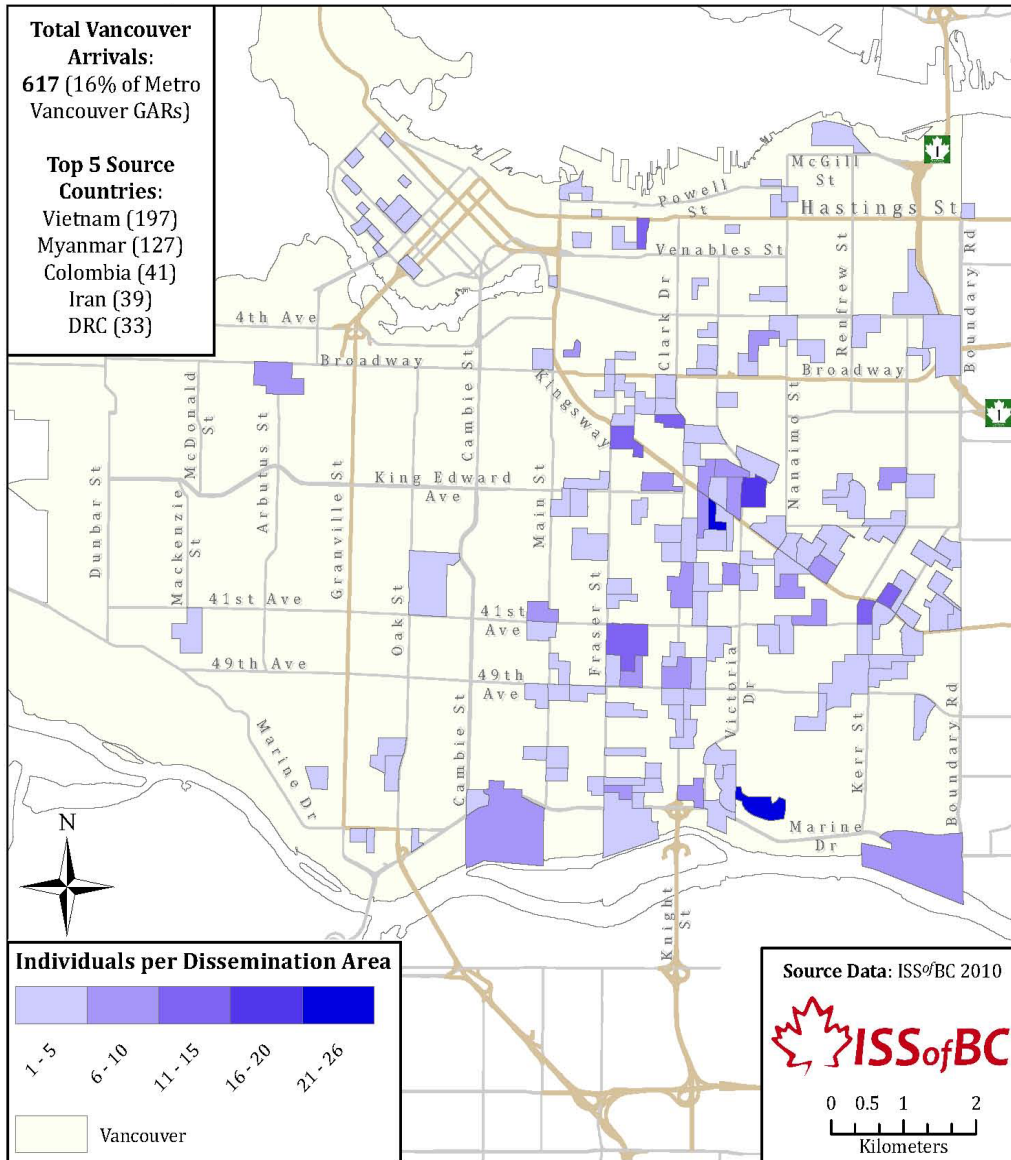 Total Vancouver
Arrivals:
617 (16% of Metro
Vancouver GARs)
Top 5 Source
Countries:
Vietnam (197)
Myanmar (127)
Colombia (41)
Iran (39)
DRC (33)
McGill
St
1
Powell
St
Hastings St
Venables St
Clark Dr
Renfrew St
Boundary Rd
4th Ave
Broadway
Cambie St
Kingsway
Broadway
1
McDonald
St
Arbutus St
Nanaimo St
King Edward
Ave
Dunbar St
Mackenzie
St
Granville St
Main St
Oak St
41st Ave
41st
Ave
Fraser St
49th Ave
49th
Ave
Victoria
Dr
Marine Dr
Cambie St
Kerr St
Boundary Rd
Marine
Dr
N
Knight
St
Individuals per Dissemination Area
1 - 5
6 - 10
11 - 15
16 - 20
21 - 26
Vancouver
Source Data: ISSofBC 2010
ISSofBC
0 0.5 1 2
Kilometers